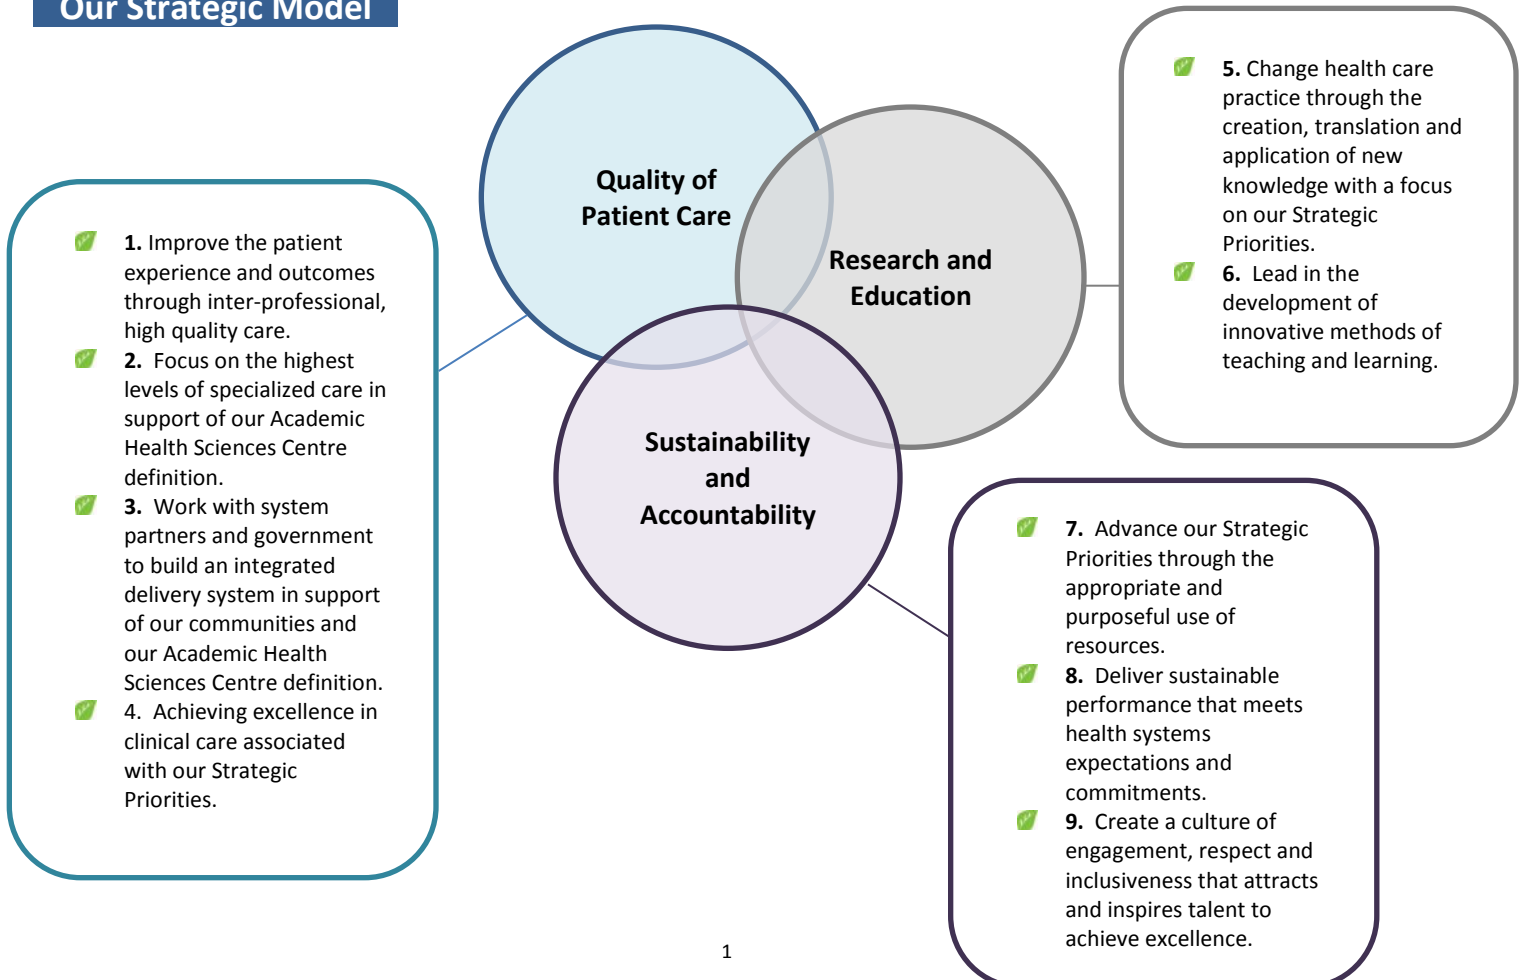 Our Strategic Model
Quality of
Patient Care
Research and
Education
Sustainability
and
Accountability
1. Improve the patient
experience and outcomes
through inter-professional,
high quality care.
2. Focus on the highest
levels of specialized care in
support of our Academic
Health Sciences Centre
definition.
3. Work with system
partners and government
to build an integrated
delivery system in support
of our communities and
our Academic Health
Sciences Centre definition.
4. Achieving excellence in
clinical care associated
with our Strategic
Priorities.
5. Change health care
practice through the
creation, translation and
application of new
knowledge with a focus
on our Strategic
Priorities.
6. Lead in the
development of
innovative methods of
teaching and learning.
7. Advance our Strategic
Priorities through the
appropriate and
purposeful use of
resources.
8. Deliver sustainable
performance that meets
health systems
expectations and
commitments.
9. Create a culture of
engagement, respect and
inclusiveness that attracts
and inspires talent to
achieve excellence.
1